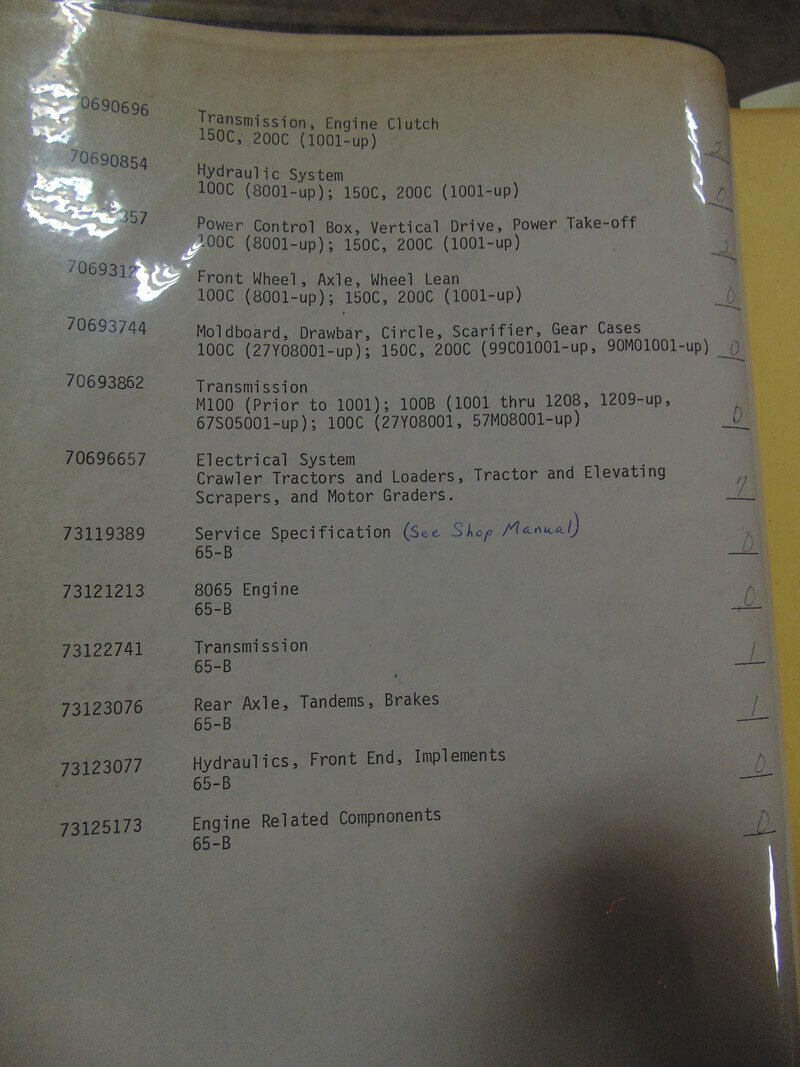 0690696 Transmission, Engine Clutch
150C, 200C (1001-up) 2
70690854 Hydraulic System
100C (8001-up); 150C, 200C (1001-up) 0
357 Power Control Box, Vertical Drive, Power Take-off
100C (8001-up); 150C, 200C (1001-up) 2
7069312 Front Wheel, Axle, Wheel Lean
100C (8001-up); 150C, 200C (1001-up) 0
70693744 Moldboard, Drawbar, Circle, Scarifier, Gear Cases
100C (27Y08001-up); 150C, 200C (99C01001-up, 90M01001-up) 0
70693862 Transmission
M100 (Prior to 1001); 100B (1001 thru 1208, 1209-up,
67S05001-up); 100C (27Y08001, 57M08001-up) 0
70696657 Electrical System
Crawler Tractors and Loaders, Tractor and Elevating
Scrapers, and Motor Graders. 7
73119389 Service Specification (See Shop Manual)
65-B 0
73121213 8065 Engine
65-B 0
73122741 Transmission
65-B 1
73123076 Rear Axle, Tandems, Brakes
65-B 1
73123077 Hydraulics, Front End, Implements
65-B 0
73125173 Engine Related Compnonents
65-B 0